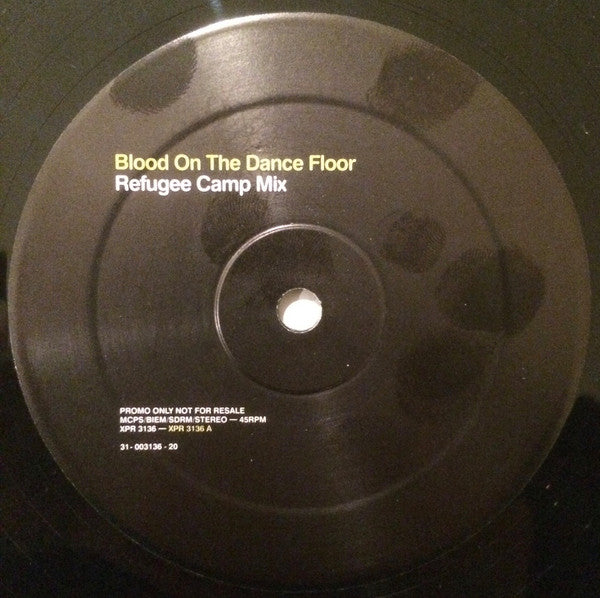 Blood On The Dance Floor
Refugee Camp Mix
PROMO ONLY NOT FOR RESALE
MCPS/BIEM/SDRM/STEREO — 45RPM
XPR 3136 — XPR 3136 A
31-003136-20